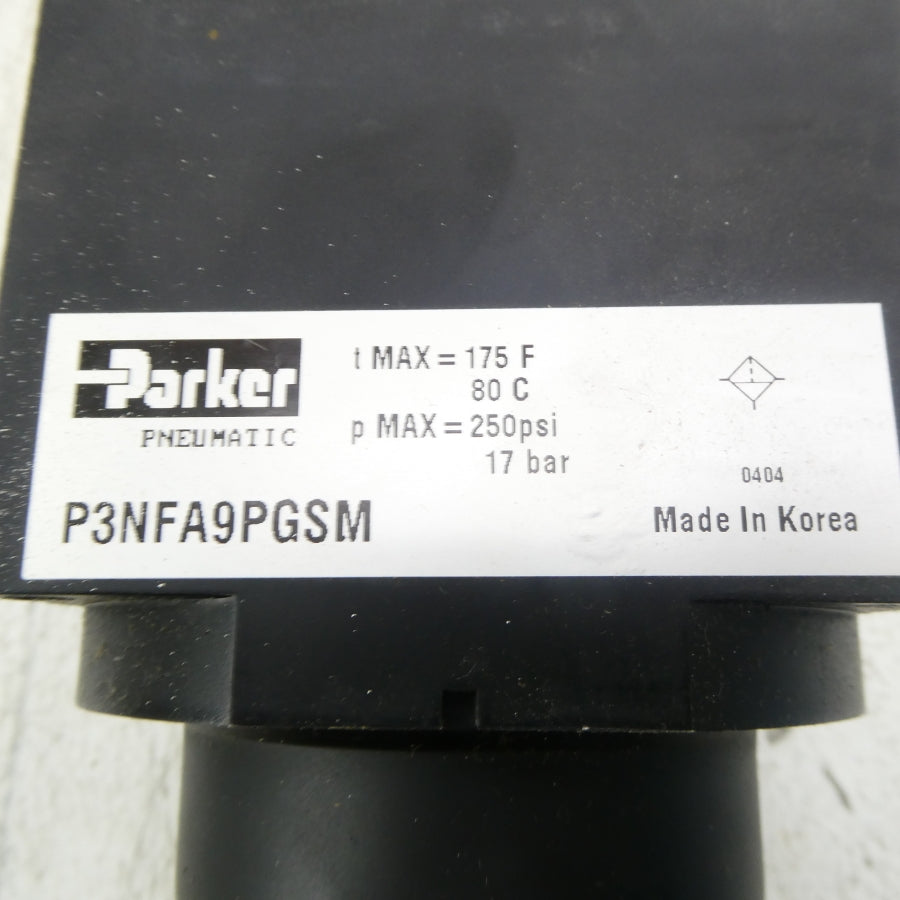 Parker
PNEUMATIC
t MAX = 175 F
80 C
p MAX = 250psi
17 bar
0404
P3NFA9PGSM
Made In Korea